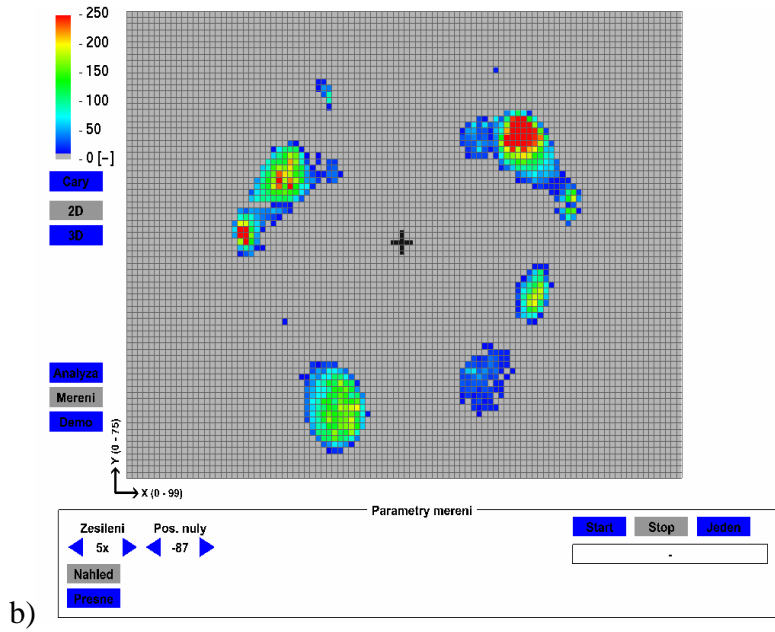 - 250
- 200
- 150
- 100
- 50
- 0 [-]
Cary
2D
3D
Analyza
Mereni
Demo
Y (0 - 75)
X (0 - 99)
Parametry mereni
Zesileni
Pos. nuly
5x
-87
Start
Stop
Jeden
-
Nahled
Presne
b)